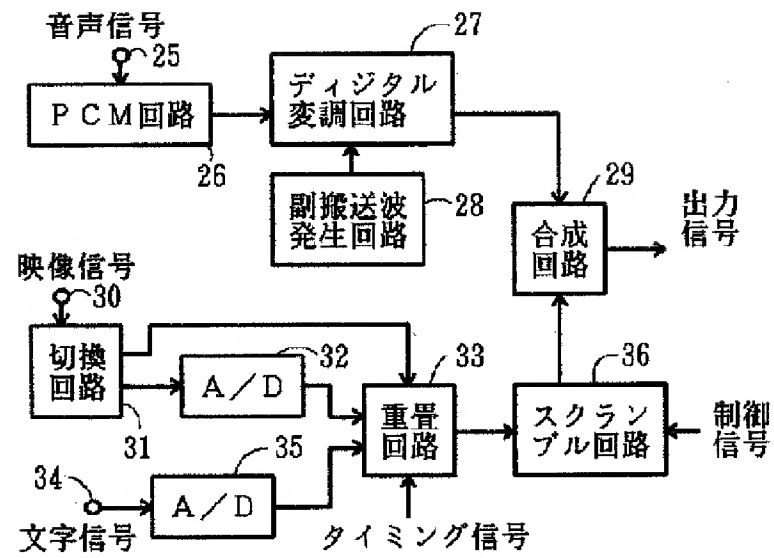 音声信号
25
PCM回路
26
ディジタル
変調回路
27
副搬送波
発生回路
28
29
合成
回路
出力
信号
映像信号
30
切換
回路
31
A/D
32
33
重畳
回路
36
スクラン
ブル回路
制御
信号
34
文字信号
A/D
35
タイミング信号